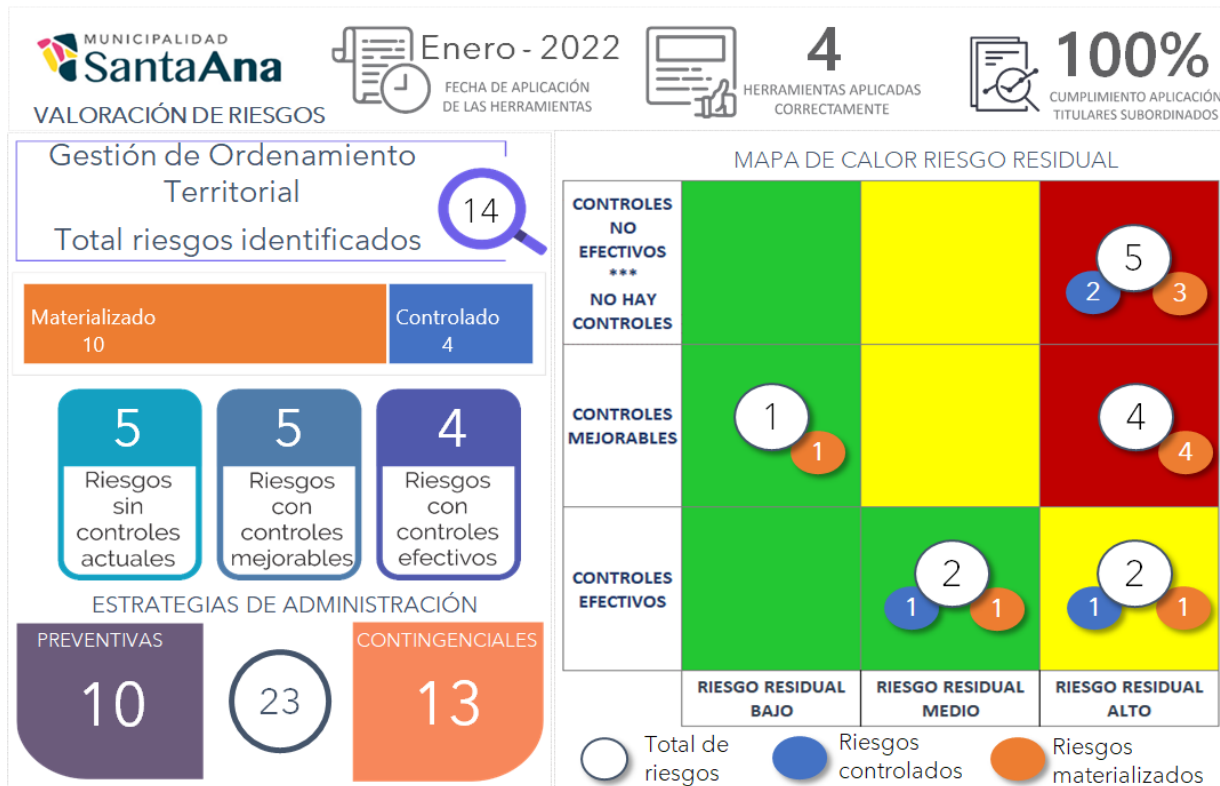 MUNICIPALIDAD
SantaAna
VALORACIÓN DE RIESGOS
Enero - 2022
FECHA DE APLICACIÓN
DE LAS HERRAMIENTAS
4
HERRAMIENTAS APLICADAS
CORRECTAMENTE
100%
CUMPLIMIENTO APLICACIÓN
TITULARES SUBORDINADOS
Gestión de Ordenamiento
Territorial
Total riesgos identificados
14
Materializado
10
Controlado
4
5
Riesgos
sin
controles
actuales
5
Riesgos
con
controles
mejorables
4
Riesgos
con
controles
efectivos
ESTRATEGIAS DE ADMINISTRACIÓN
PREVENTIVAS
10
23
CONTINGENCIALES
13
MAPA DE CALOR RIESGO RESIDUAL
CONTROLES
NO
EFECTIVOS
***
NO HAY
CONTROLES
5
2
3
CONTROLES
MEJORABLES
1
1
4
4
CONTROLES
EFECTIVOS
2
1
1
2
1
1
RIESGO RESIDUAL
BAJO
RIESGO RESIDUAL
MEDIO
RIESGO RESIDUAL
ALTO
Total de
riesgos
Riesgos
controlados
Riesgos
materializados